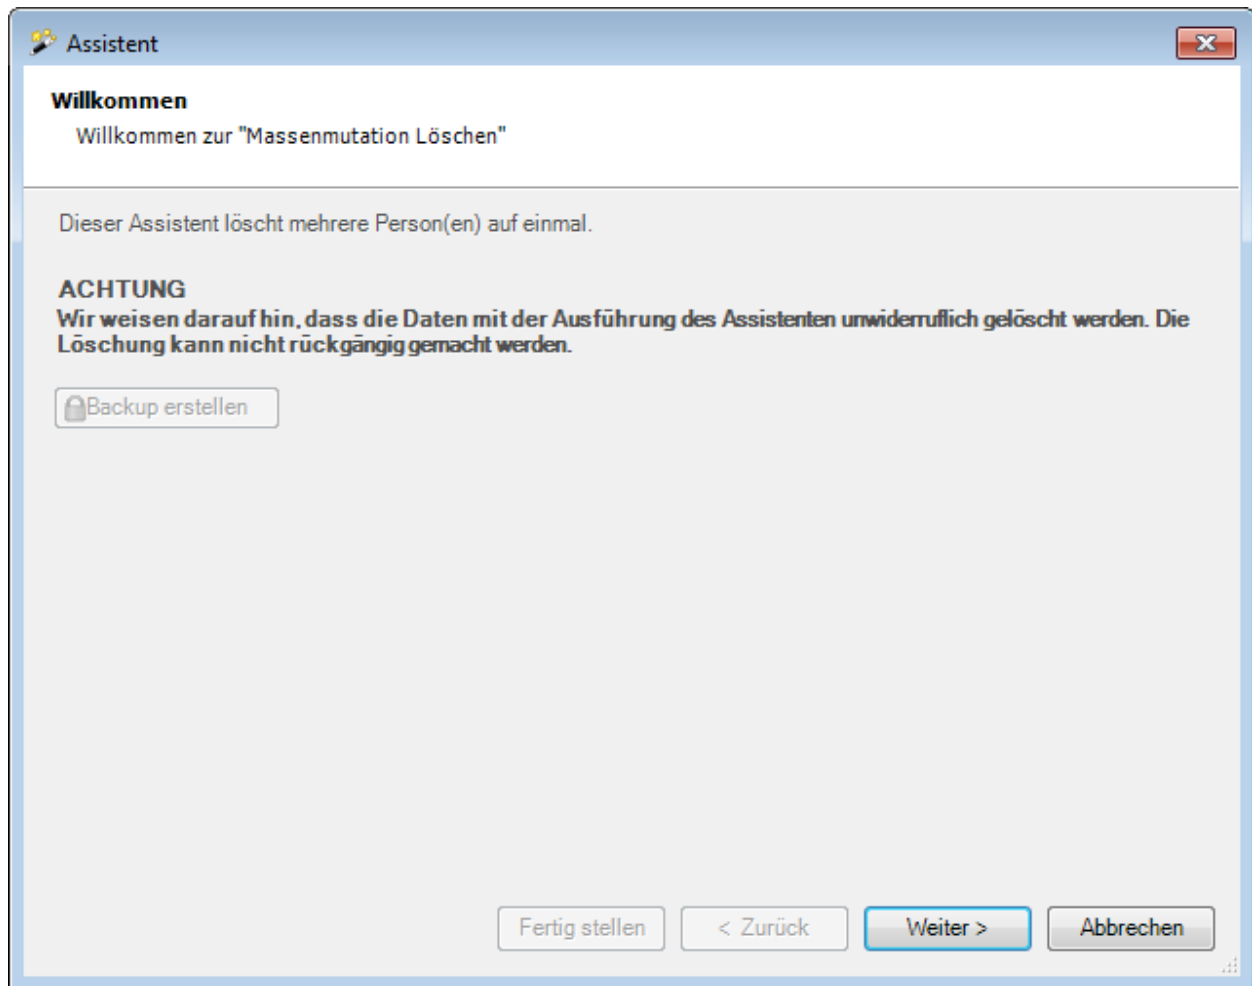 Assistent
Willkommen
Willkommen zur "Massenmutation Löschen"
Dieser Assistent löscht mehrere Person(en) auf einmal.
ACHTUNG
Wir weisen darauf hin, dass die Daten mit der Ausführung des Assistenten unwiderruflich gelöscht werden. Die
Löschung kann nicht rückgängig gemacht werden.
Backup erstellen
Fertig stellen
< Zurück
Weiter >
Abbrechen